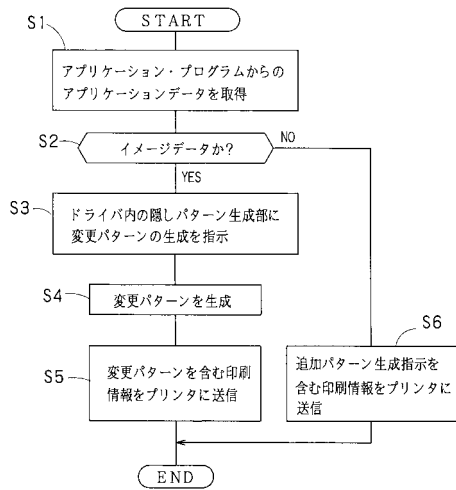 START
S1
アプリケーション・プログラムからの
アプリケーションデータを取得
S2
イメージデータか?
NO
YES
S3
ドライバ内の隠しパターン生成部に
変更パターンの生成を指示
S4
変更パターンを生成
S5
変更パターンを含む印刷
情報をプリンタに送信
S6
追加パターン生成指示を
含む印刷情報をプリンタに
送信
END